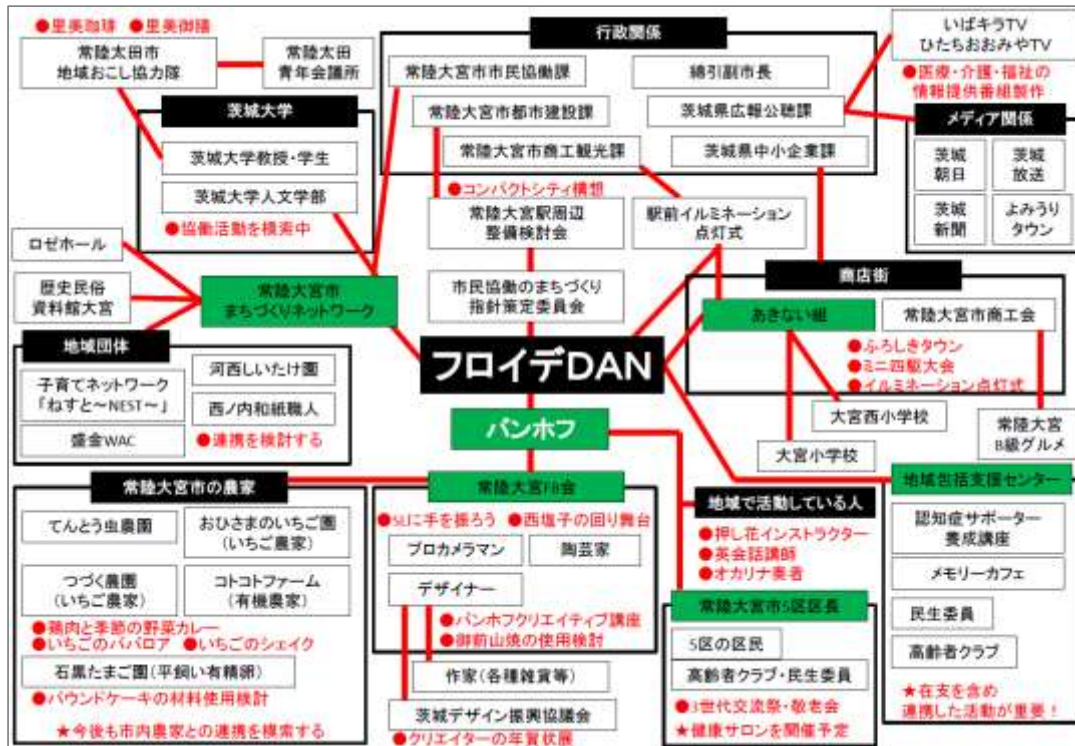 ●里美珈琲 ●里美御膳
常陸太田市
地域おこし協力隊
常陸太田
青年会議所
行政関係
常陸大宮市市民協働課
綿引副市長
常陸大宮市都市建設課
茨城県広報公聴課
常陸大宮市商工観光課
茨城県中小企業課
いばキラTV
ひたちおおみやTV
●医療・介護・福祉の
情報提供番組製作
メディア関係
茨城
朝日
茨城
放送
茨城
新聞
よみうり
タウン
茨城大学
茨城大学教授・学生
茨城大学人文学部
●協働活動を模索中
●コンパクトシティ構想
常陸大宮駅周辺
整備検討会
駅前イルミネーション
点灯式
市民協働のまちづくり
指針策定委員会
ロゼホール
歴史民俗
資料館大宮
常陸大宮市
まちづくりネットワーク
商店街
あきない組
常陸大宮市商工会
●ふろしきタウン
●ミニ四駆大会
●イルミネーション点灯式
大宮西小学校
大宮小学校
常陸大宮
B級グルメ
地域団体
子育てネットワーク
「ねすと～NEST～」
河西しいたけ園
西ノ内和紙職人
盛金WAC
●連携を検討する
フロイデDAN
バンホフ
常陸大宮市の農家
てんとう虫農園
おひさまのいちご園
(いちご農家)
つづく農園
(いちご農家)
コトコトファーム
(有機農家)
●鶏肉と季節の野菜カレー
●いちごのババロア ●いちごのシェイク
石黒たまご園(平飼い有精卵)
●パウンドケーキの材料使用検討
★今後も市内農家との連携を模索する
常陸大宮FB会
●SLに手を振ろう ●西塩子の回り舞台
プロカメラマン
陶芸家
デザイナー
●バンホフクリエイティブ講座
●御前山焼の使用検討
作家(各種雑貨等)
茨城デザイン振興協議会
●クリエイターの年賀状展
地域で活動している人
●押し花インストラクター
●英会話講師
●オカリナ奏者
常陸大宮市5区区長
5区の区民
高齢者クラブ・民生委員
●3世代交流祭・敬老会
★健康サロンを開催予定
地域包括支援センター
認知症サポーター
養成講座
メモリーカフェ
民生委員
高齢者クラブ
★在支を含め
連携した活動が重要！